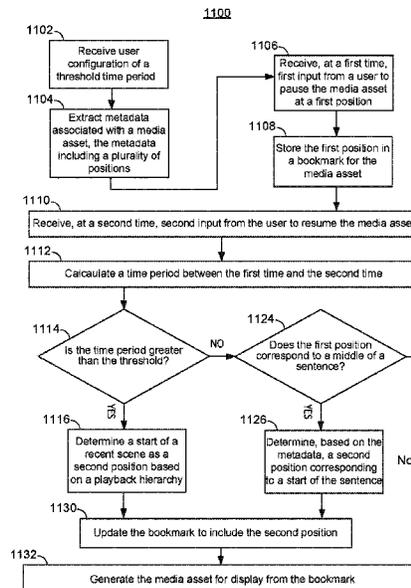 1100
1102
Receive user
configuration of a
threshold time period
1104
Extract metadata
associated with a media
asset, the metadata
including a plurality of
positions
1106
Receive, at a first time,
first input from a user to
pause the media asset
at a first position
1108
Store the first position in
a bookmark for the
media asset
1110
Receive, at a second time, second input from the user to resume the media asset
1112
Calcaulate a time period between the first time and the second time
1114
Is the time period greater
than the threshold?
NO
1124
Does the first position
correspond to a middle of a
sentence?
YES
YES
1116
Determine a start of a
recent scene as a
second position based
on a playback hierarchy
1126
Determine, based on the
metadata, a second
position corresponding
to a start of the sentence
1130
Update the bookmark to include the second position
1132
Generate the media asset for display from the bookmark